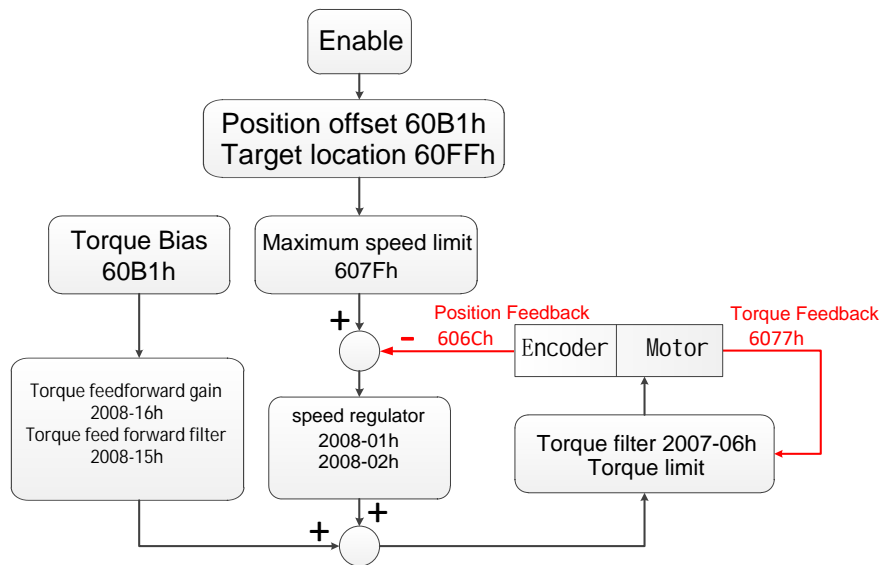 Enable
Position offset 60B1h
Target location 60FFh
Torque Bias
60B1h
Maximum speed limit
607Fh
+
-
Position Feedback
606Ch
Encoder
Motor
Torque Feedback
6077h
Torque feedforward gain
2008-16h
Torque feed forward filter
2008-15h
speed regulator
2008-01h
2008-02h
Torque filter 2007-06h
Torque limit
+
+